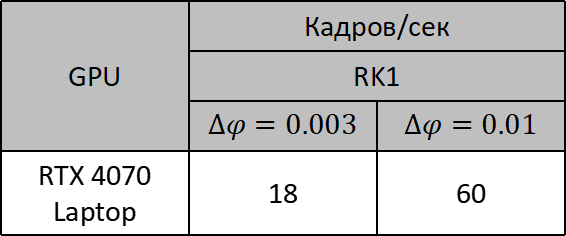 GPU
Кадров/сек
RK1
Δ𝜑 = 0.003
Δ𝜑 = 0.01
RTX 4070
Laptop
18
60